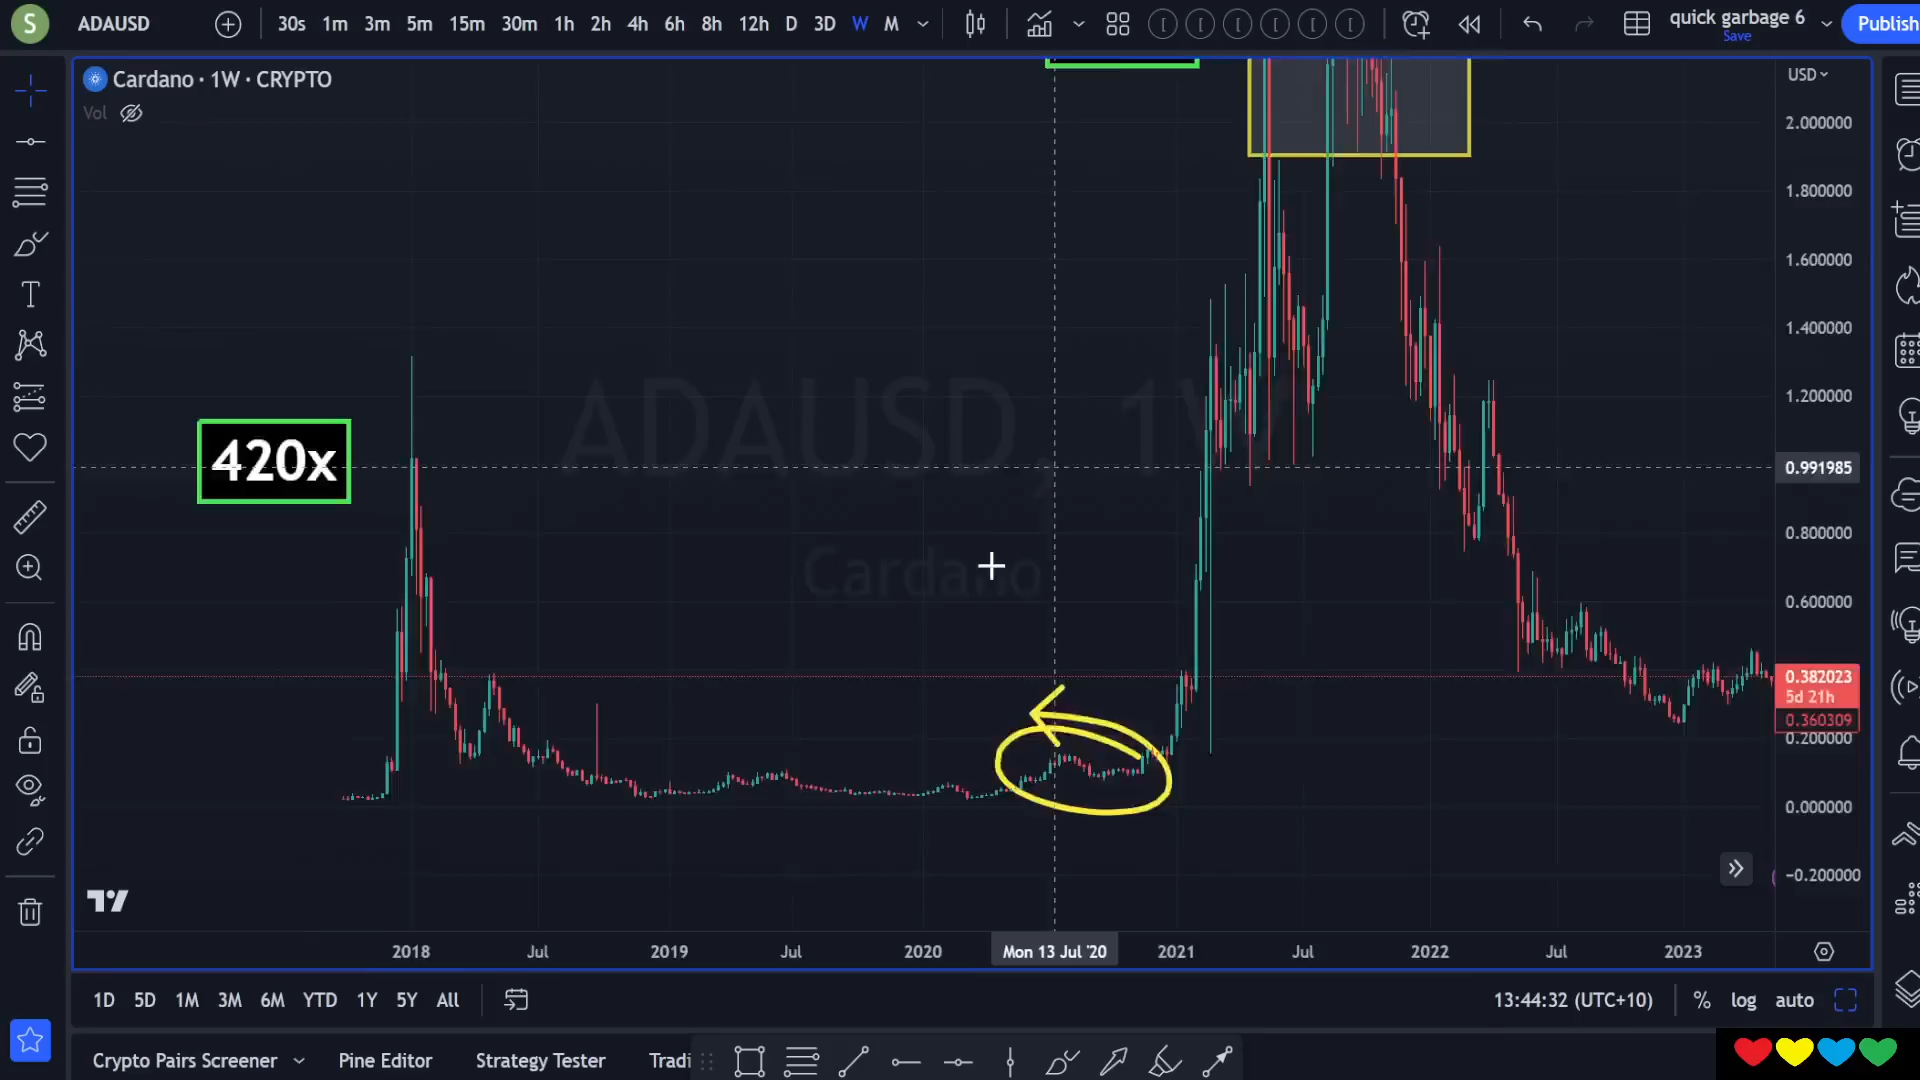 S ADAUSD 30s 1m 3m 5m 15m 30m 1h 2h 4h 6h 8h 12h D 3D W M quick garbage 6 Save Publish
Cardano · 1W · CRYPTO USD
Vol
2.000000
1.800000
1.600000
1.400000
1.200000
ADAUSD, 1W
420x
0.991985
0.800000
Cardano
0.600000
0.382023
5d 21h
0.360309
0.200000
0.000000
-0.200000
2018 Jul 2019 Jul 2020 Mon 13 Jul '20 2021 Jul 2022 Jul 2023
1D 5D 1M 3M 6M YTD 1Y 5Y All 13:44:32 (UTC+10) % log auto
Crypto Pairs Screener Pine Editor Strategy Tester Tradi